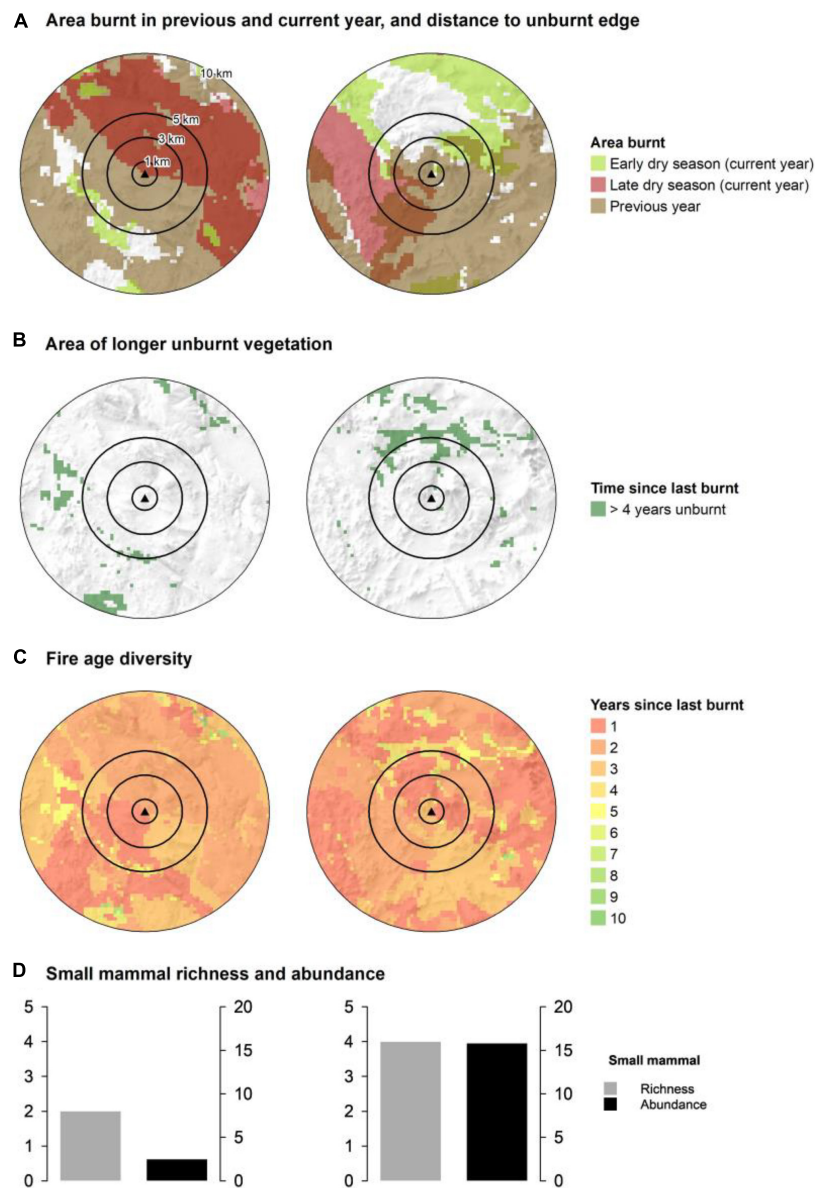 A Area burnt in previous and current year, and distance to unburnt edge
10 km
5 km
3 km
1 km
Area burnt
Early dry season (current year)
Late dry season (current year)
Previous year
B Area of longer unburnt vegetation
Time since last burnt
> 4 years unburnt
C Fire age diversity
Years since last burnt
1
2
3
4
5
6
7
8
9
10
D Small mammal richness and abundance
5 20 5 20
4 15 4 15
3 3
2 10 2 10
1 5 1 5
0 0 0 0
Small mammal
Richness
Abundance